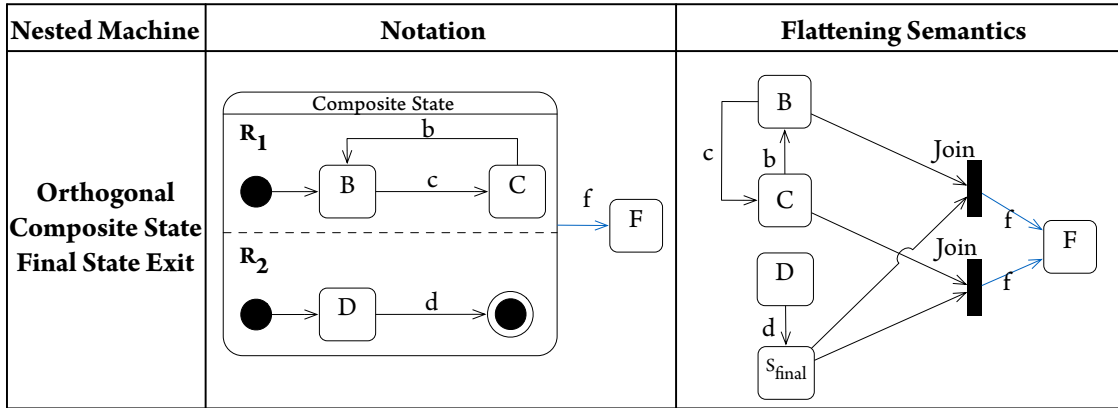 Nested Machine
Notation
Flattening Semantics
Orthogonal
Composite State
Final State Exit
Composite State
R1
b
B
c
C
f
F
R2
D
d
B
c
b
C
Join
f
Join
f
F
D
d
Sfinal